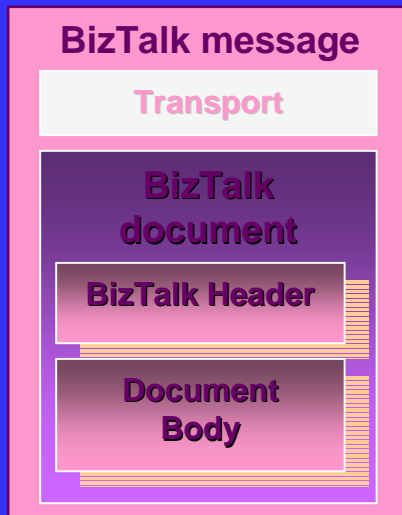 BizTalk message
Transport
BizTalk
document
BizTalk Header
Document
Body